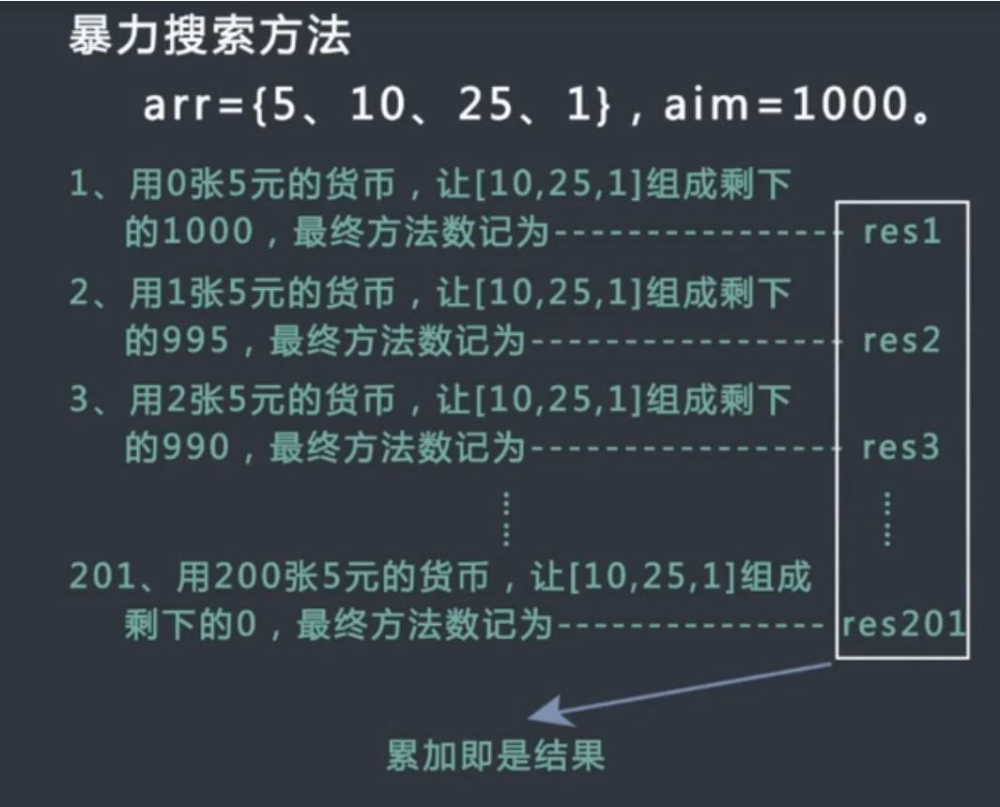 暴力搜索方法
arr={5、10、25、1}，aim=1000。
1、用0张5元的货币，让[10,25,1]组成剩下
的1000，最终方法数记为---------------- res1
2、用1张5元的货币，让[10,25,1]组成剩下
的995，最终方法数记为----------------- res2
3、用2张5元的货币，让[10,25,1]组成剩下
的990，最终方法数记为----------------- res3
201、用200张5元的货币，让[10,25,1]组成
剩下的0，最终方法数记为--------------- res201
累加即是结果